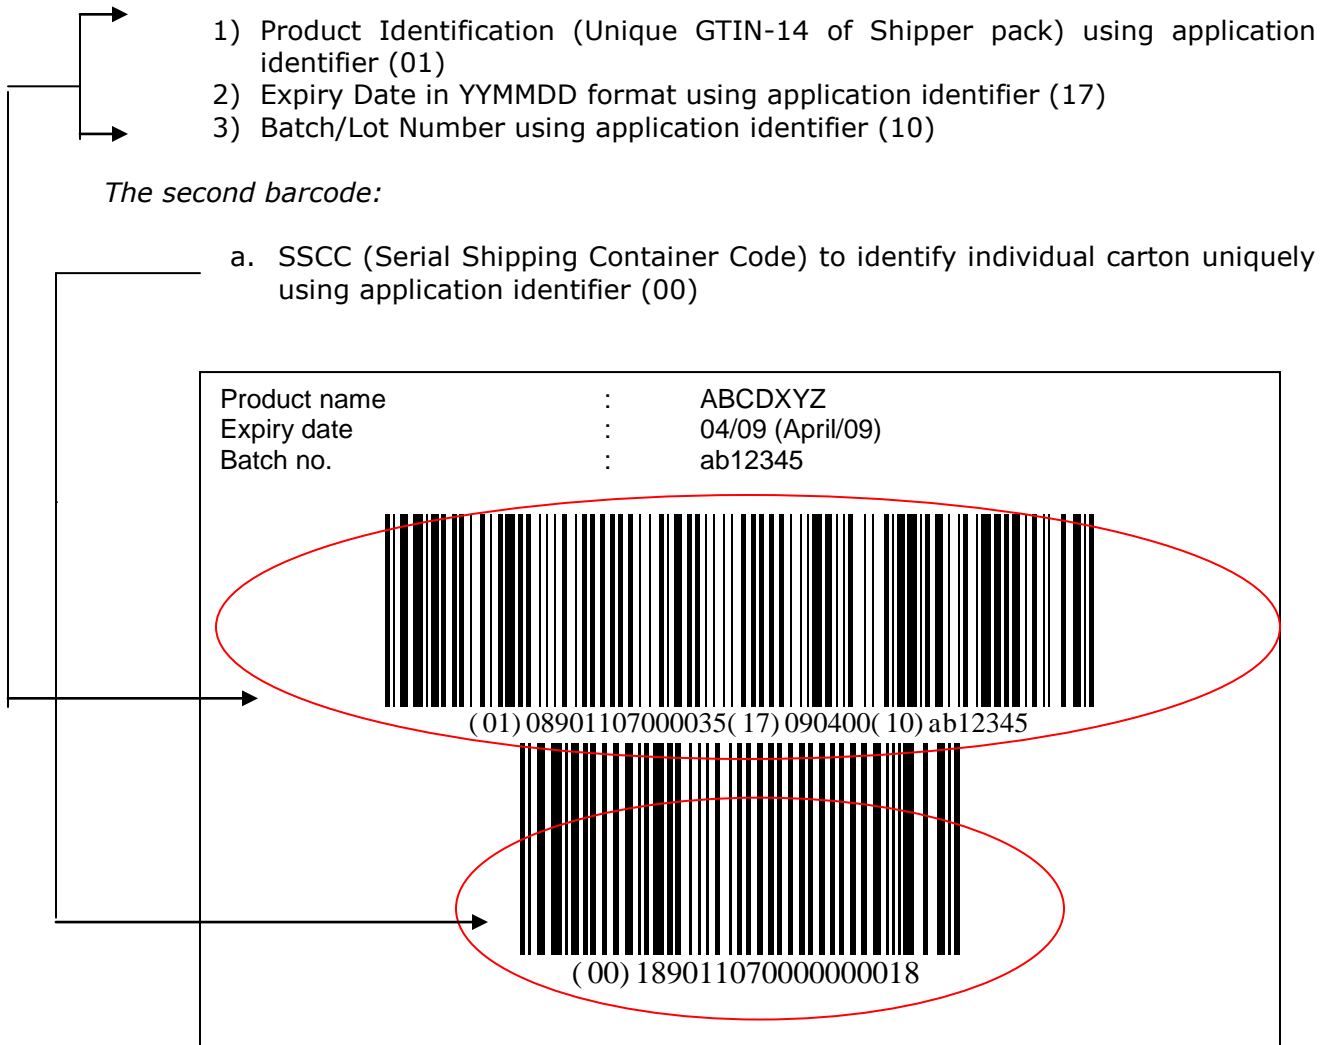 1) Product Identification (Unique GTIN-14 of Shipper pack) using application
identifier (01)
2) Expiry Date in YYMMDD format using application identifier (17)
3) Batch/Lot Number using application identifier (10)
The second barcode:
a. SSCC (Serial Shipping Container Code) to identify individual carton uniquely
using application identifier (00)
Product name : ABCDXYZ
Expiry date : 04/09 (April/09)
Batch no. : ab12345
(01)08901107000035(17)090400(10)ab12345
(00)189011070000000018